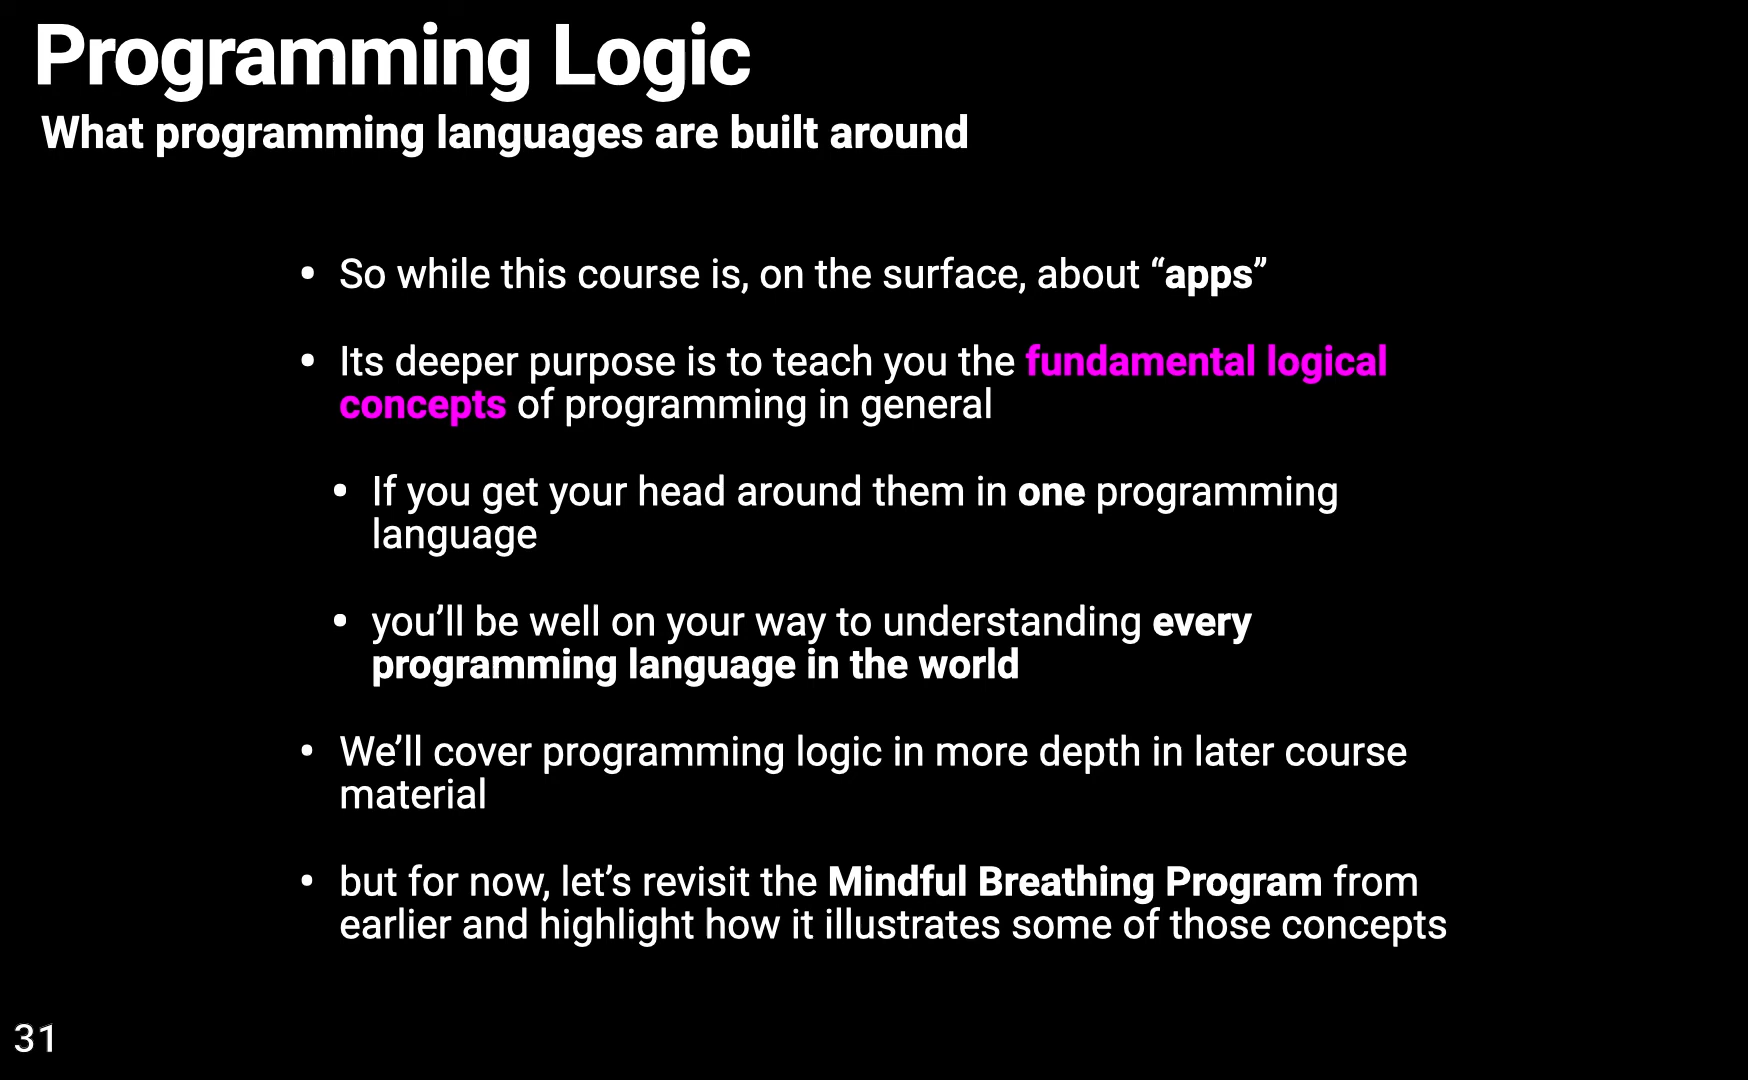 Programming Logic
What programming languages are built around
• So while this course is, on the surface, about “apps”
• Its deeper purpose is to teach you the fundamental logical
concepts of programming in general
• If you get your head around them in one programming
language
• you’ll be well on your way to understanding every
programming language in the world
• We’ll cover programming logic in more depth in later course
material
• but for now, let’s revisit the Mindful Breathing Program from
earlier and highlight how it illustrates some of those concepts
31